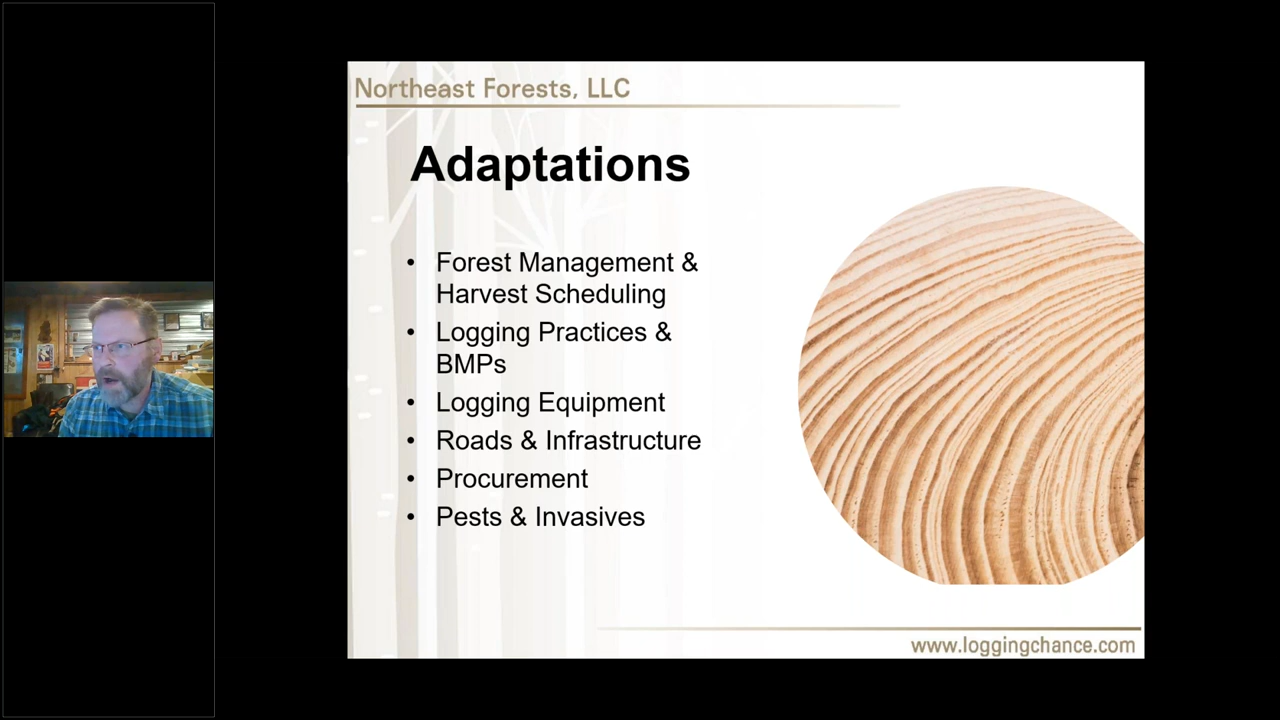 Northeast Forests, LLC
Adaptations
• Forest Management &
Harvest Scheduling
• Logging Practices &
BMPs
• Logging Equipment
• Roads & Infrastructure
• Procurement
• Pests & Invasives
www.loggingchance.com